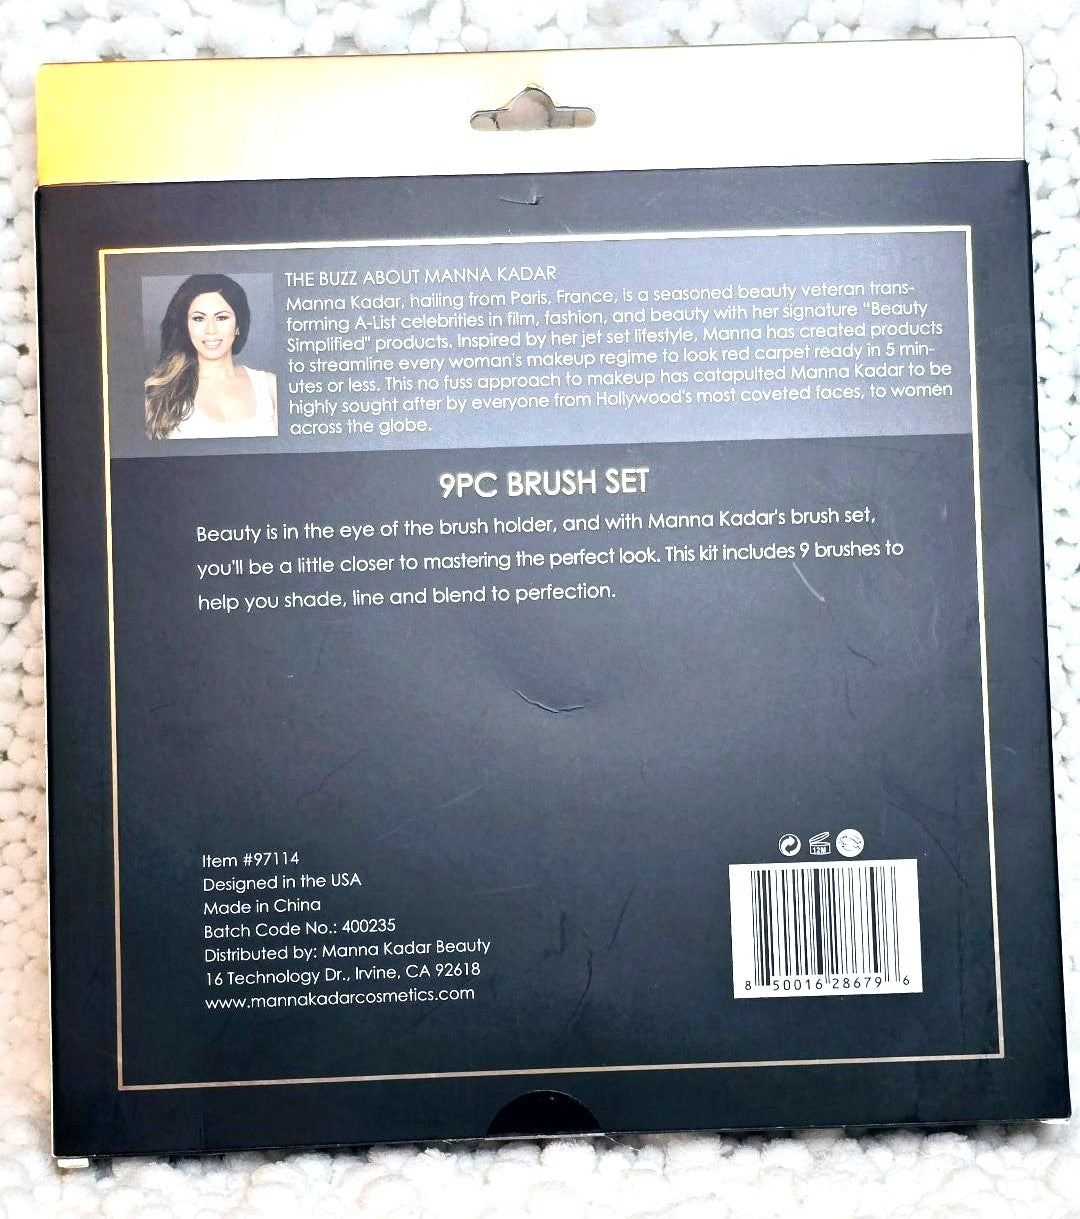 THE BUZZ ABOUT MANNA KADAR
Manna Kadar, hailing from Paris, France, is a seasoned beauty veteran trans-
forming A-List celebrities in film, fashion, and beauty with her signature "Beauty
Simplified" products. Inspired by her jet set lifestyle, Manna has created products
to streamline every woman's makeup regime to look red carpet ready in 5 min-
utes or less. This no fuss approach to makeup has catapulted Manna Kadar to be
highly sought after by everyone from Hollywood's most coveted faces, to women
across the globe.
9PC BRUSH SET
Beauty is in the eye of the brush holder, and with Manna Kadar's brush set,
you'll be a little closer to mastering the perfect look. This kit includes 9 brushes to
help you shade, line and blend to perfection.
Item #97114
Designed in the USA
Made in China
Batch Code No.: 400235
Distributed by: Manna Kadar Beauty
16 Technology Dr., Irvine, CA 92618
www.mannakadarcosmetics.com
12M
8 50016 28679 6